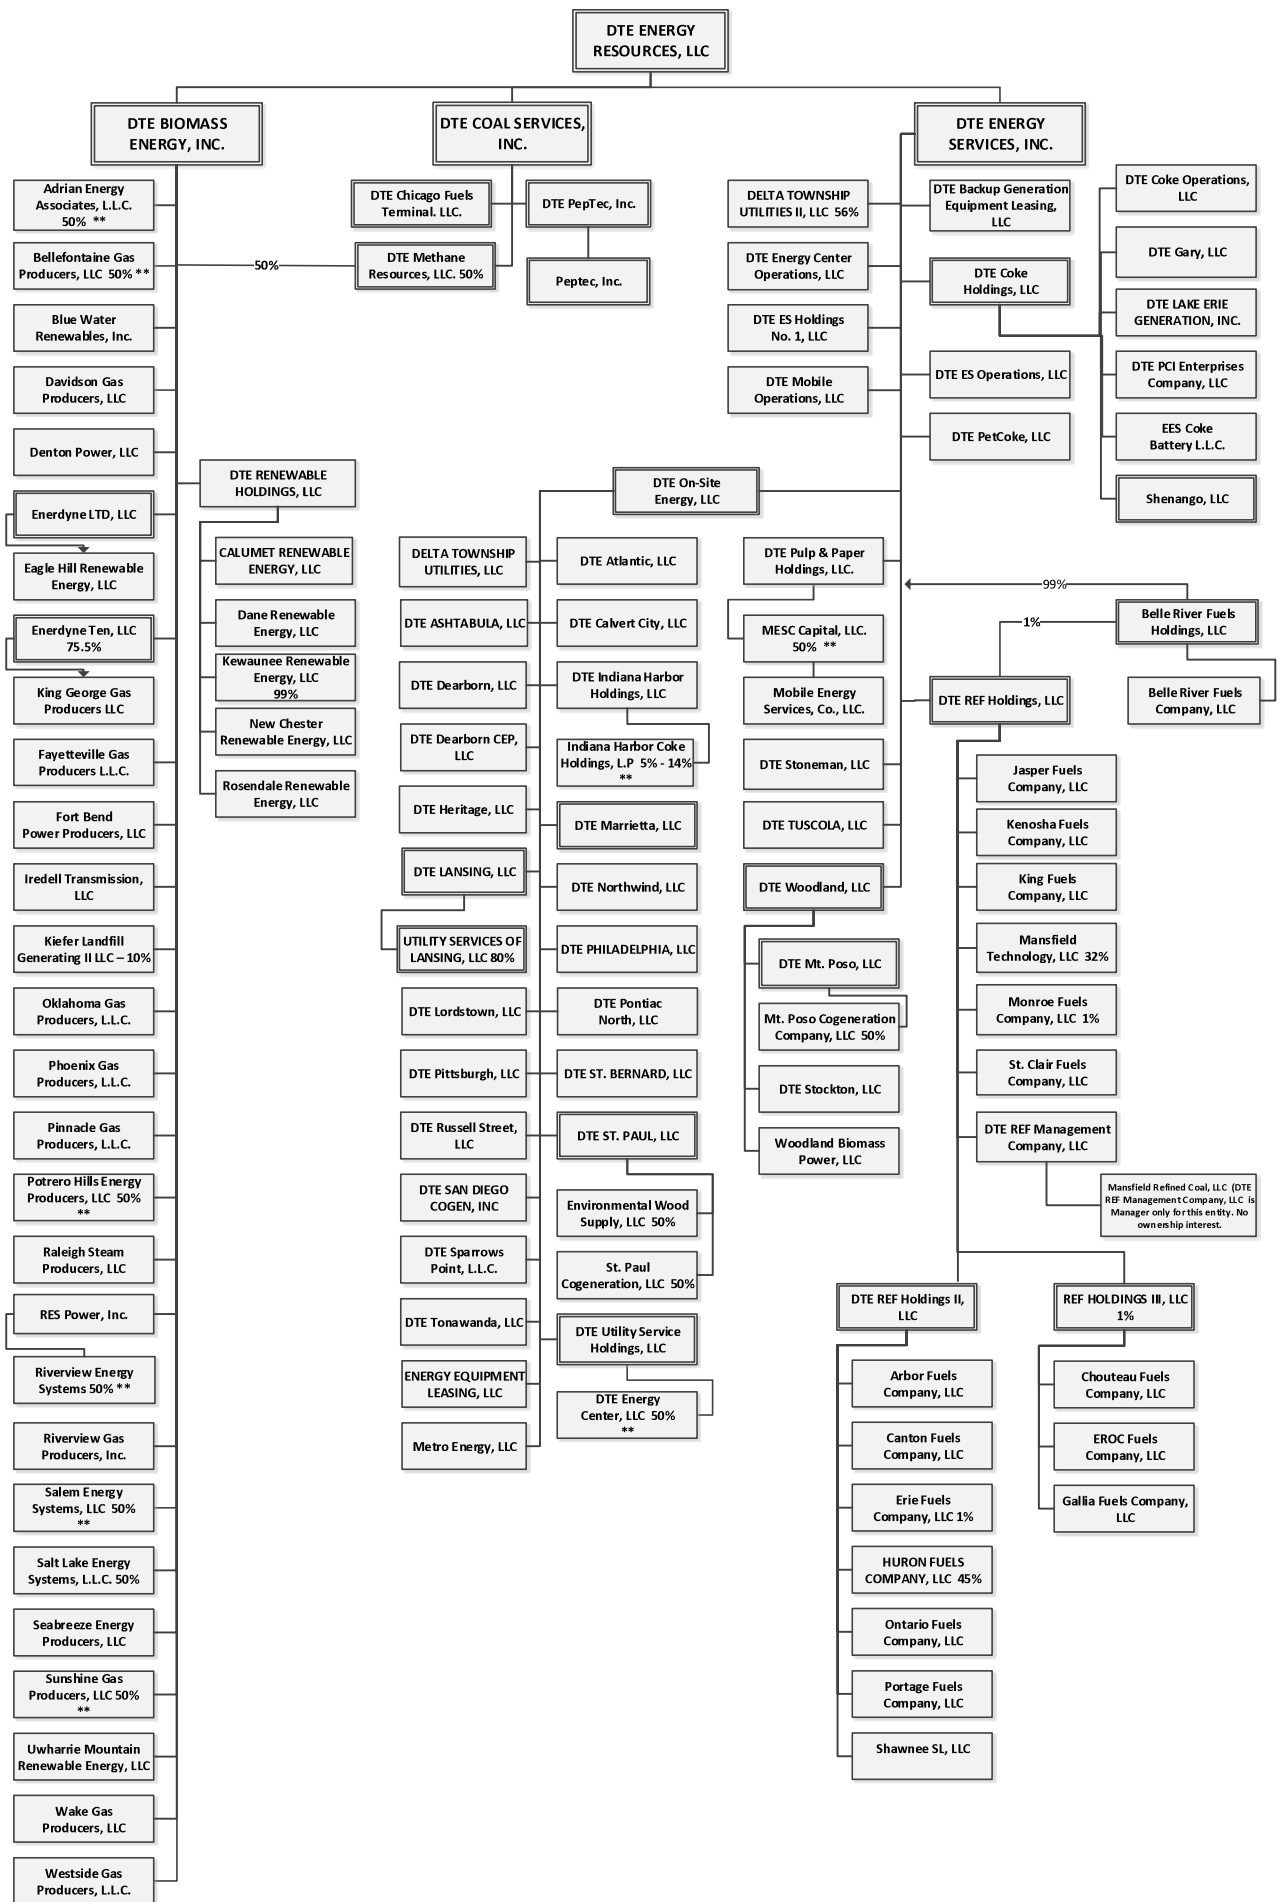 DTE ENERGY
RESOURCES, LLC
DTE BIOMASS
ENERGY, INC.
DTE COAL SERVICES,
INC.
DTE ENERGY
SERVICES, INC.
Adrian Energy
Associates, L.L.C.
50% **
Bellefontaine Gas
Producers, LLC 50% **
Blue Water
Renewables, Inc.
Davidson Gas
Producers, LLC
Denton Power, LLC
Enerdyne LTD, LLC
Eagle Hill Renewable
Energy, LLC
Enerdyne Ten, LLC
75.5%
King George Gas
Producers LLC
Fayetteville Gas
Producers L.L.C.
Fort Bend
Power Producers, LLC
Iredell Transmission,
LLC
Kiefer Landfill
Generating II LLC – 10%
Oklahoma Gas
Producers, L.L.C.
Phoenix Gas
Producers, L.L.C.
Pinnacle Gas
Producers, L.L.C.
Potrero Hills Energy
Producers, LLC 50%
**
Raleigh Steam
Producers, LLC
RES Power, Inc.
Riverview Energy
Systems 50% **
Riverview Gas
Producers, Inc.
Salem Energy
Systems, LLC 50%
**
Salt Lake Energy
Systems, L.L.C. 50%
Seabreeze Energy
Producers, LLC
Sunshine Gas
Producers, LLC 50%
**
Uwharrie Mountain
Renewable Energy, LLC
Wake Gas
Producers, LLC
Westside Gas
Producers, L.L.C.
DTE RENEWABLE
HOLDINGS, LLC
CALUMET RENEWABLE
ENERGY, LLC
Dane Renewable
Energy, LLC
Kewaunee Renewable
Energy, LLC
99%
New Chester
Renewable Energy, LLC
Rosendale Renewable
Energy, LLC
50%
DTE Chicago Fuels
Terminal. LLC.
DTE PepTec, Inc.
DTE Methane
Resources, LLC. 50%
Peptec, Inc.
DELTA TOWNSHIP
UTILITIES II, LLC 56%
DTE Energy Center
Operations, LLC
DTE ES Holdings
No. 1, LLC
DTE Mobile
Operations, LLC
DTE Backup Generation
Equipment Leasing,
LLC
DTE Coke
Holdings, LLC
DTE ES Operations, LLC
DTE PetCoke, LLC
DTE Coke Operations,
LLC
DTE Gary, LLC
DTE LAKE ERIE
GENERATION, INC.
DTE PCI Enterprises
Company, LLC
EES Coke
Battery L.L.C.
Shenango, LLC
DTE On-Site
Energy, LLC
DELTA TOWNSHIP
UTILITIES, LLC
DTE ASHTABULA, LLC
DTE Dearborn, LLC
DTE Dearborn CEP,
LLC
DTE Heritage, LLC
DTE LANSING, LLC
UTILITY SERVICES OF
LANSING, LLC 80%
DTE Lordstown, LLC
DTE Pittsburgh, LLC
DTE Russell Street,
LLC
DTE SAN DIEGO
COGEN, INC
DTE Sparrows
Point, L.L.C.
DTE Tonawanda, LLC
ENERGY EQUIPMENT
LEASING, LLC
Metro Energy, LLC
DTE Atlantic, LLC
DTE Calvert City, LLC
DTE Indiana Harbor
Holdings, LLC
Indiana Harbor Coke
Holdings, L.P 5% - 14%
**
DTE Marrietta, LLC
DTE Northwind, LLC
DTE PHILADELPHIA, LLC
DTE Pontiac
North, LLC
DTE ST. BERNARD, LLC
DTE ST. PAUL, LLC
Environmental Wood
Supply, LLC 50%
St. Paul
Cogeneration, LLC 50%
DTE Utility Service
Holdings, LLC
DTE Energy
Center, LLC 50%
**
DTE Pulp & Paper
Holdings, LLC.
MESC Capital, LLC.
50% **
Mobile Energy
Services, Co., LLC.
DTE Stoneman, LLC
DTE TUSCOLA, LLC
DTE Woodland, LLC
DTE Mt. Poso, LLC
Mt. Poso Cogeneration
Company, LLC 50%
DTE Stockton, LLC
Woodland Biomass
Power, LLC
99%
1%
Belle River Fuels
Holdings, LLC
Belle River Fuels
Company, LLC
DTE REF Holdings, LLC
Jasper Fuels
Company, LLC
Kenosha Fuels
Company, LLC
King Fuels
Company, LLC
Mansfield
Technology, LLC 32%
Monroe Fuels
Company, LLC 1%
St. Clair Fuels
Company, LLC
DTE REF Management
Company, LLC
Mansfield Refined Coal, LLC (DTE
REF Management Company, LLC is
Manager only for this entity. No
ownership interest.
DTE REF Holdings II,
LLC
Arbor Fuels
Company, LLC
Canton Fuels
Company, LLC
Erie Fuels
Company, LLC 1%
HURON FUELS
COMPANY, LLC 45%
Ontario Fuels
Company, LLC
Portage Fuels
Company, LLC
Shawnee SL, LLC
REF HOLDINGS III, LLC
1%
Chouteau Fuels
Company, LLC
EROC Fuels
Company, LLC
Gallia Fuels Company,
LLC